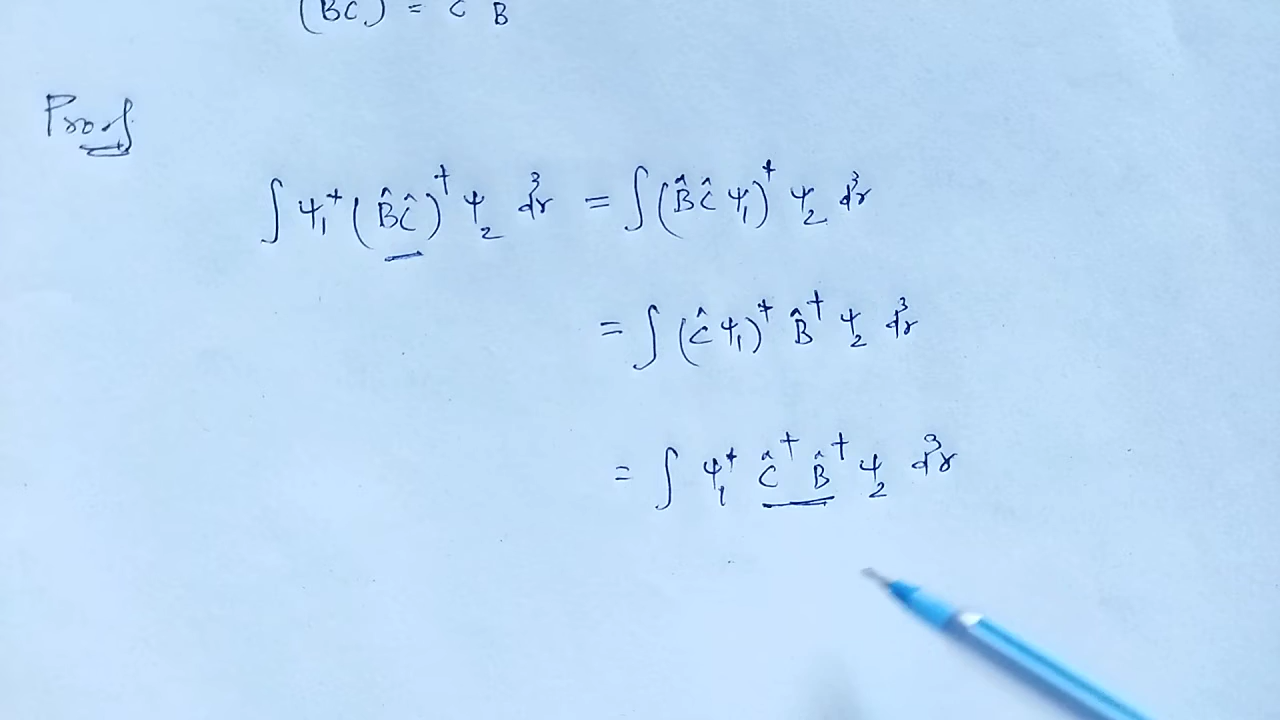 (BC) = C B
Proof
∫ ψ₁⁺ (B̂Ĉ)⁺ ψ₂ d³r = ∫ (B̂ Ĉ ψ₁)⁺ ψ₂ d³r
= ∫ (Ĉ ψ₁)⁺ B̂⁺ ψ₂ d³r
= ∫ ψ₁⁺ Ĉ⁺ B̂⁺ ψ₂ d³r